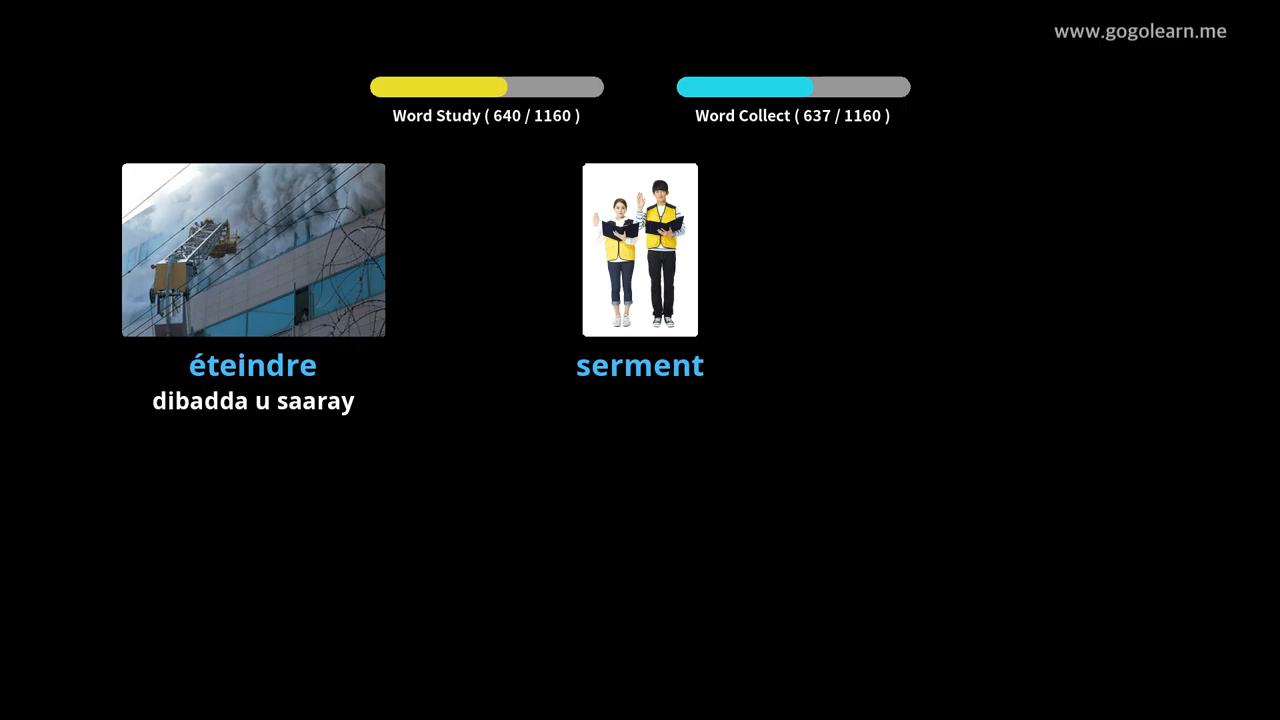 www.gogolearn.me
Word Study ( 640 / 1160 )
Word Collect ( 637 / 1160 )
éteindre
serment
dibadda u saaray